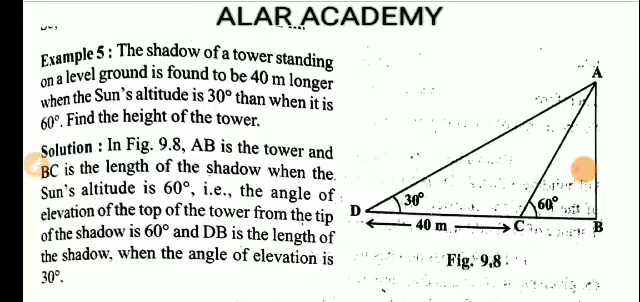 ALAR ACADEMY
Example 5 : The shadow of a tower standing
on a level ground is found to be 40 m longer
when the Sun's altitude is 30° than when it is
60°. Find the height of the tower.
Solution : In Fig. 9.8, AB is the tower and
BC is the length of the shadow when the
Sun's altitude is 60°, i.e., the angle of
elevation of the top of the tower from the tip
of the shadow is 60° and DB is the length of
the shadow, when the angle of elevation is
30°.
A
30°
60°
D
40 m
C
B
Fig. 9.8